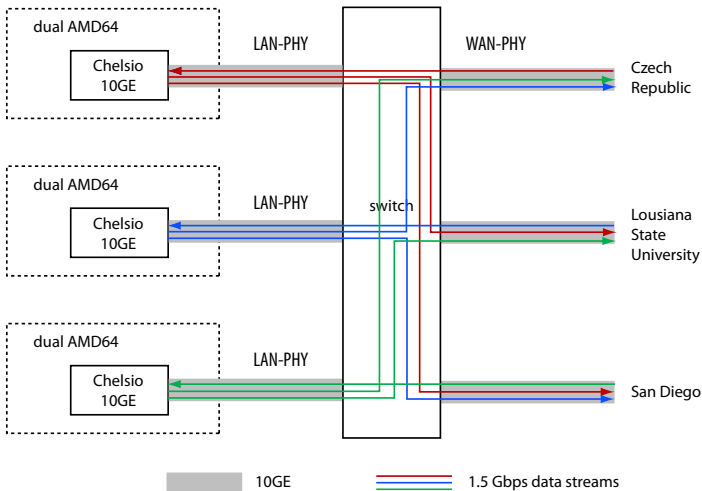 dual AMD64
LAN-PHY
WAN-PHY
Chelsio
10GE
Czech
Republic
dual AMD64
LAN-PHY
switch
Chelsio
10GE
Lousiana
State
University
dual AMD64
LAN-PHY
Chelsio
10GE
San Diego
10GE
1.5 Gbps data streams